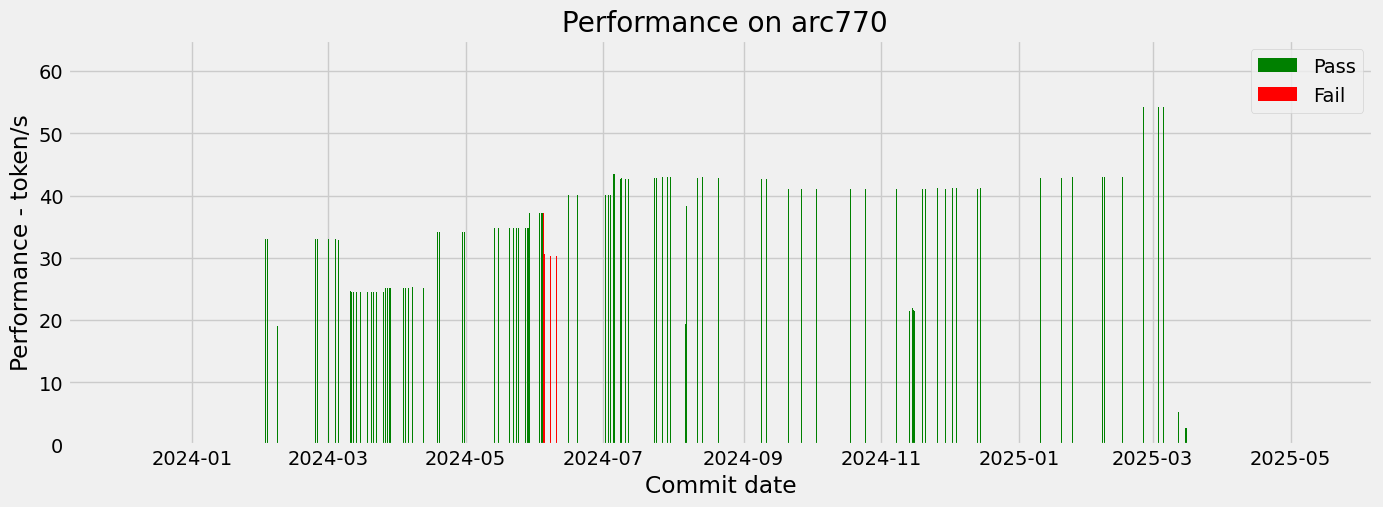 Performance on arc770
Performance - token/s
60
50
40
30
20
10
0
Pass
Fail
2024-01 2024-03 2024-05 2024-07 2024-09 2024-11 2025-01 2025-03 2025-05
Commit date